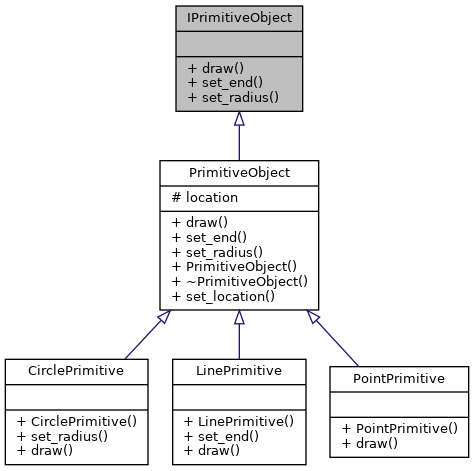 IPrimitiveObject
+ draw()
+ set_end()
+ set_radius()
PrimitiveObject
# location
+ draw()
+ set_end()
+ set_radius()
+ PrimitiveObject()
+ ~PrimitiveObject()
+ set_location()
CirclePrimitive
+ CirclePrimitive()
+ set_radius()
+ draw()
LinePrimitive
+ LinePrimitive()
+ set_end()
+ draw()
PointPrimitive
+ PointPrimitive()
+ draw()